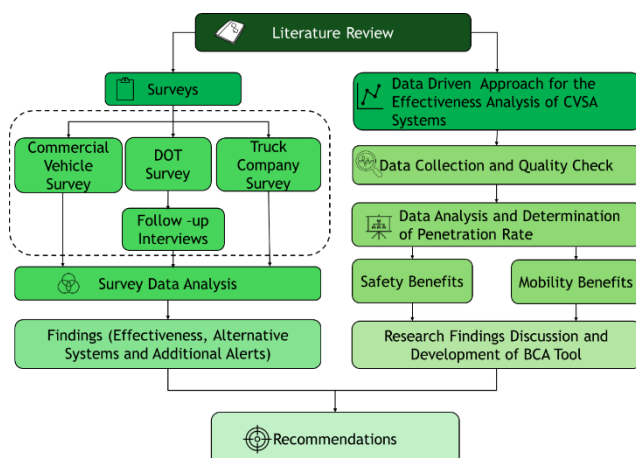 Literature Review
Surveys
Commercial
Vehicle
Survey
DOT
Survey
Truck
Company
Survey
Follow -up
Interviews
Survey Data Analysis
Findings (Effectiveness, Alternative
Systems and Additional Alerts)
Data Driven Approach for the
Effectiveness Analysis of CVSA
Systems
Data Collection and Quality Check
Data Analysis and Determination
of Penetration Rate
Safety Benefits
Mobility Benefits
Research Findings Discussion and
Development of BCA Tool
Recommendations